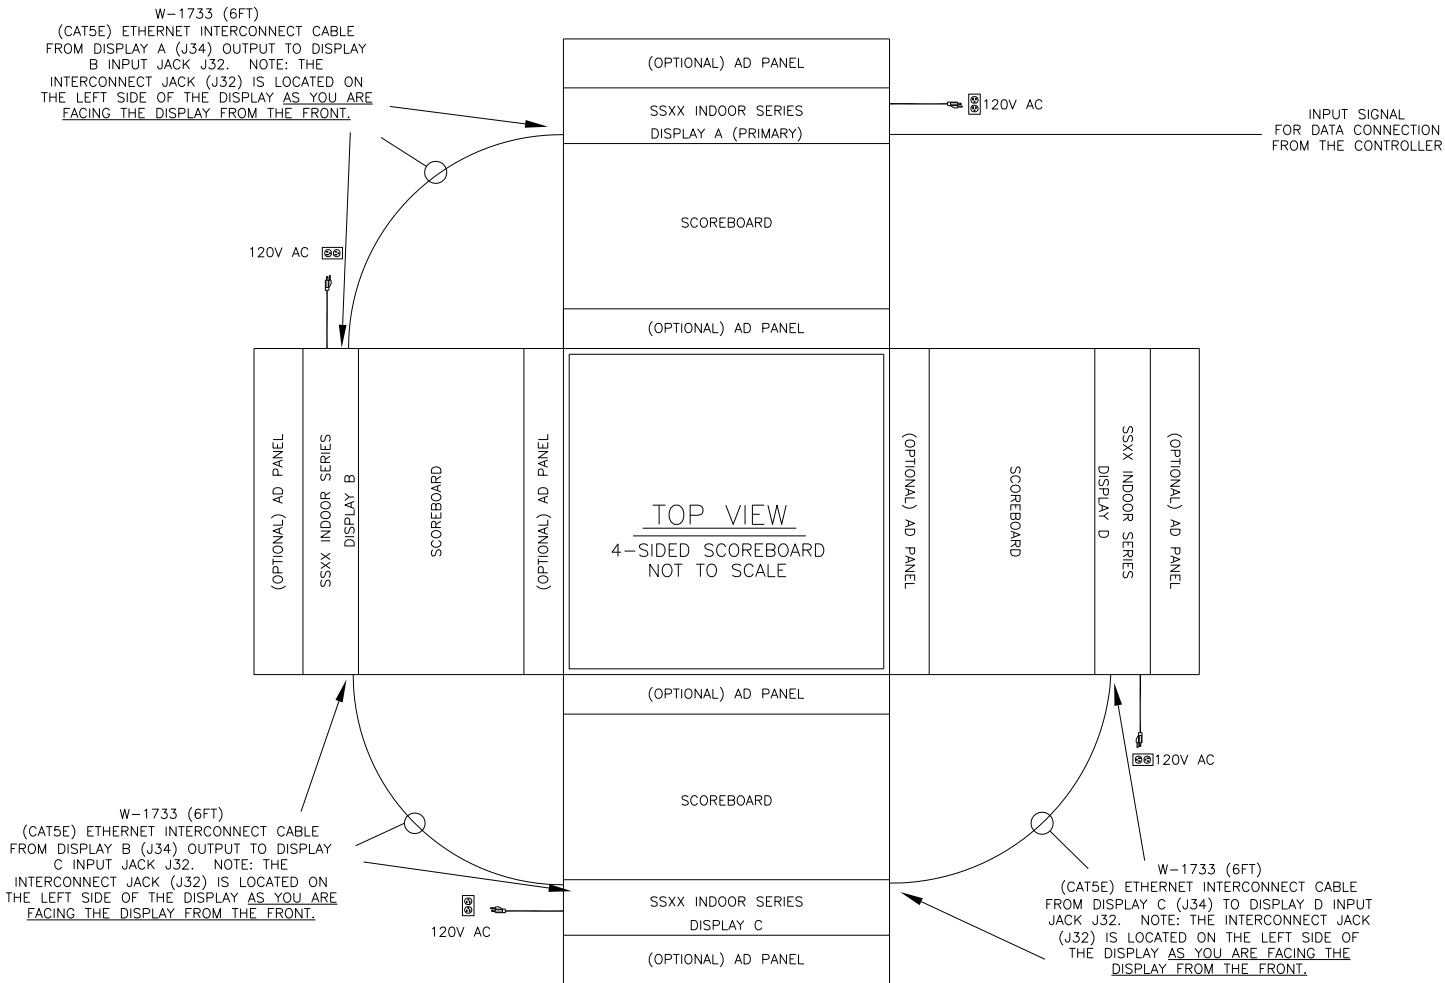 W-1733 (6FT)
(CAT5E) ETHERNET INTERCONNECT CABLE
FROM DISPLAY A (J34) OUTPUT TO DISPLAY
B INPUT JACK J32. NOTE: THE
INTERCONNECT JACK (J32) IS LOCATED ON
THE LEFT SIDE OF THE DISPLAY AS YOU ARE
FACING THE DISPLAY FROM THE FRONT.
(OPTIONAL) AD PANEL
SSXX INDOOR SERIES
DISPLAY A (PRIMARY)
120V AC
INPUT SIGNAL
FOR DATA CONNECTION
FROM THE CONTROLLER
SCOREBOARD
120V AC
(OPTIONAL) AD PANEL
(OPTIONAL) AD PANEL
SSXX INDOOR SERIES
DISPLAY B
SCOREBOARD
(OPTIONAL) AD PANEL
TOP VIEW
4-SIDED SCOREBOARD
NOT TO SCALE
(OPTIONAL) AD PANEL
SCOREBOARD
SSXX INDOOR SERIES
DISPLAY D
(OPTIONAL) AD PANEL
(OPTIONAL) AD PANEL
120V AC
SCOREBOARD
W-1733 (6FT)
(CAT5E) ETHERNET INTERCONNECT CABLE
FROM DISPLAY B (J34) OUTPUT TO DISPLAY
C INPUT JACK J32. NOTE: THE
INTERCONNECT JACK (J32) IS LOCATED ON
THE LEFT SIDE OF THE DISPLAY AS YOU ARE
FACING THE DISPLAY FROM THE FRONT.
120V AC
SSXX INDOOR SERIES
DISPLAY C
(OPTIONAL) AD PANEL
W-1733 (6FT)
(CAT5E) ETHERNET INTERCONNECT CABLE
FROM DISPLAY C (J34) TO DISPLAY D INPUT
JACK J32. NOTE: THE INTERCONNECT JACK
(J32) IS LOCATED ON THE LEFT SIDE OF
THE DISPLAY AS YOU ARE FACING THE
DISPLAY FROM THE FRONT.